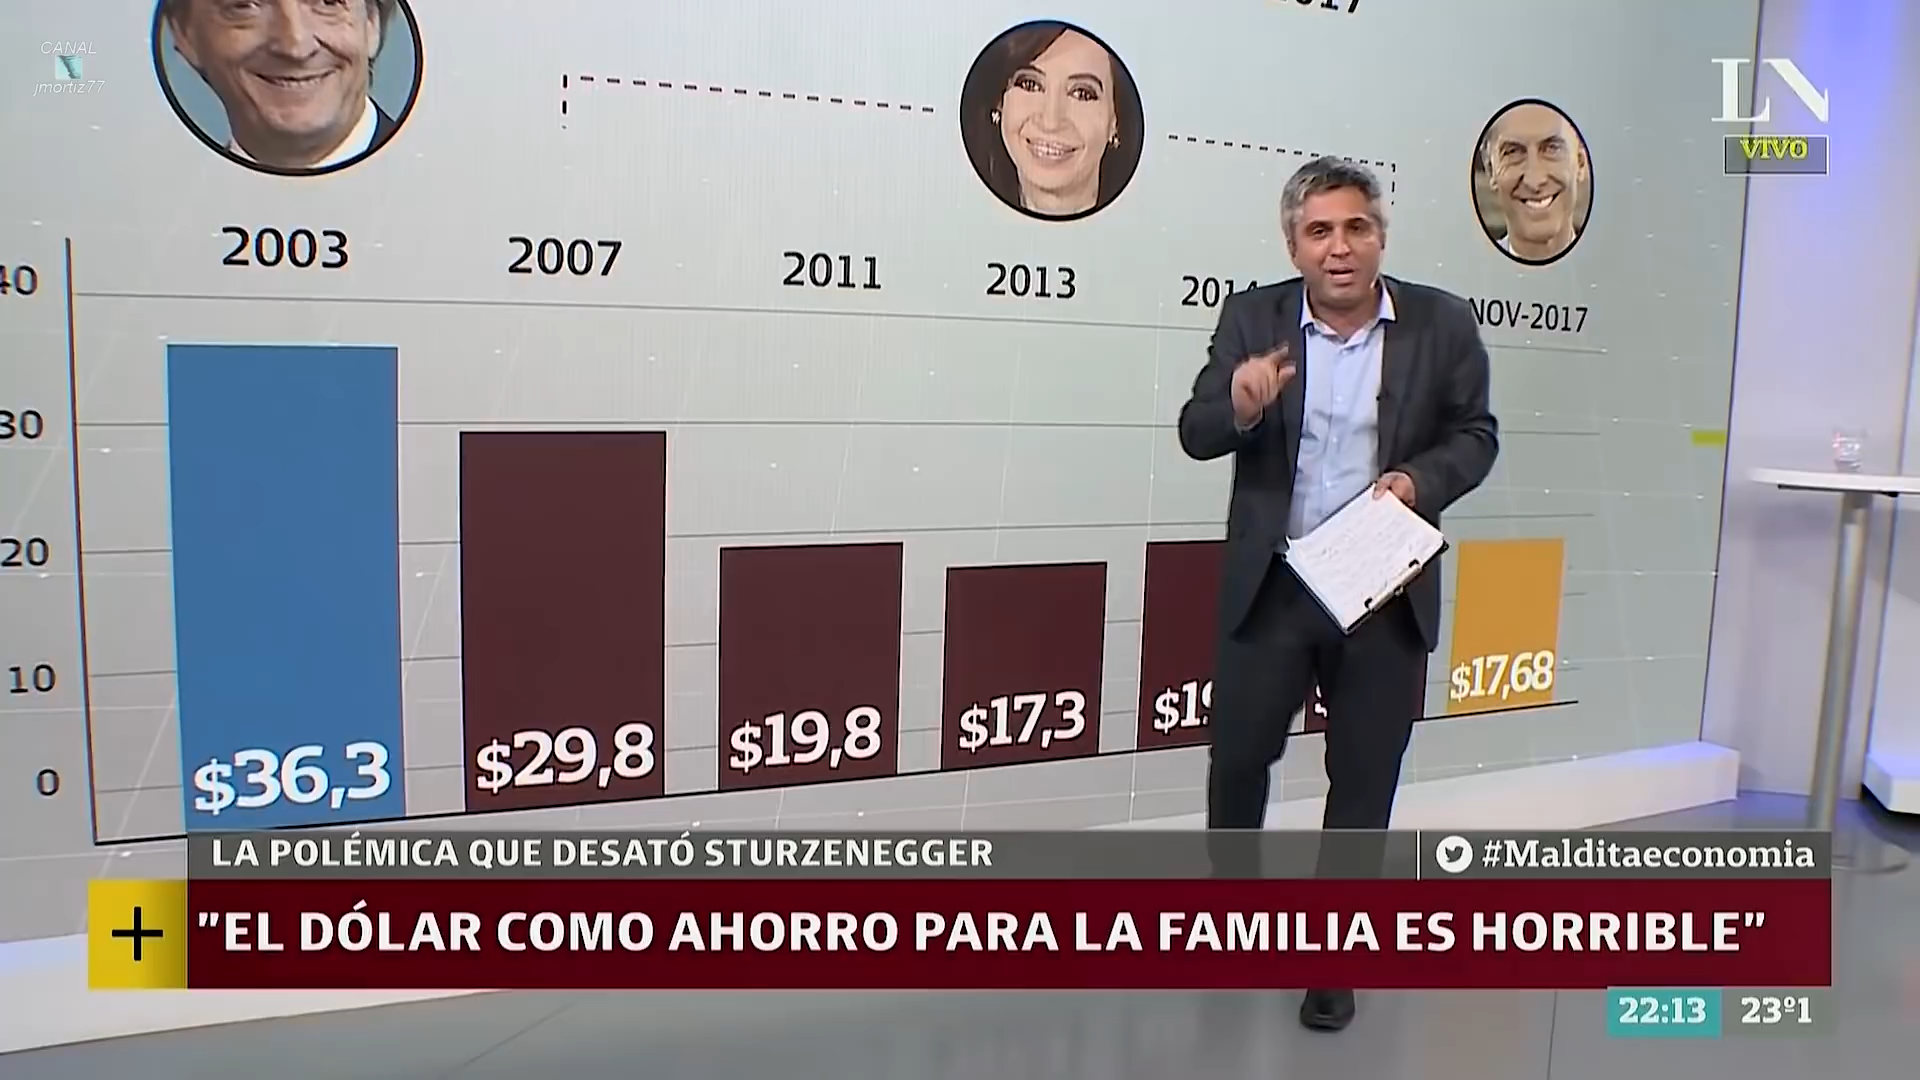 CANAL
jmortiz77
LN
VIVO
2003
2007
2011
2013
NOV-2017
40
30
20
10
0
$36,3
$29,8
$19,8
$17,3
$17,68
LA POLÉMICA QUE DESATÓ STURZENEGGER
#Malditaeconomia
+
"EL DÓLAR COMO AHORRO PARA LA FAMILIA ES HORRIBLE"
22:13
23º1